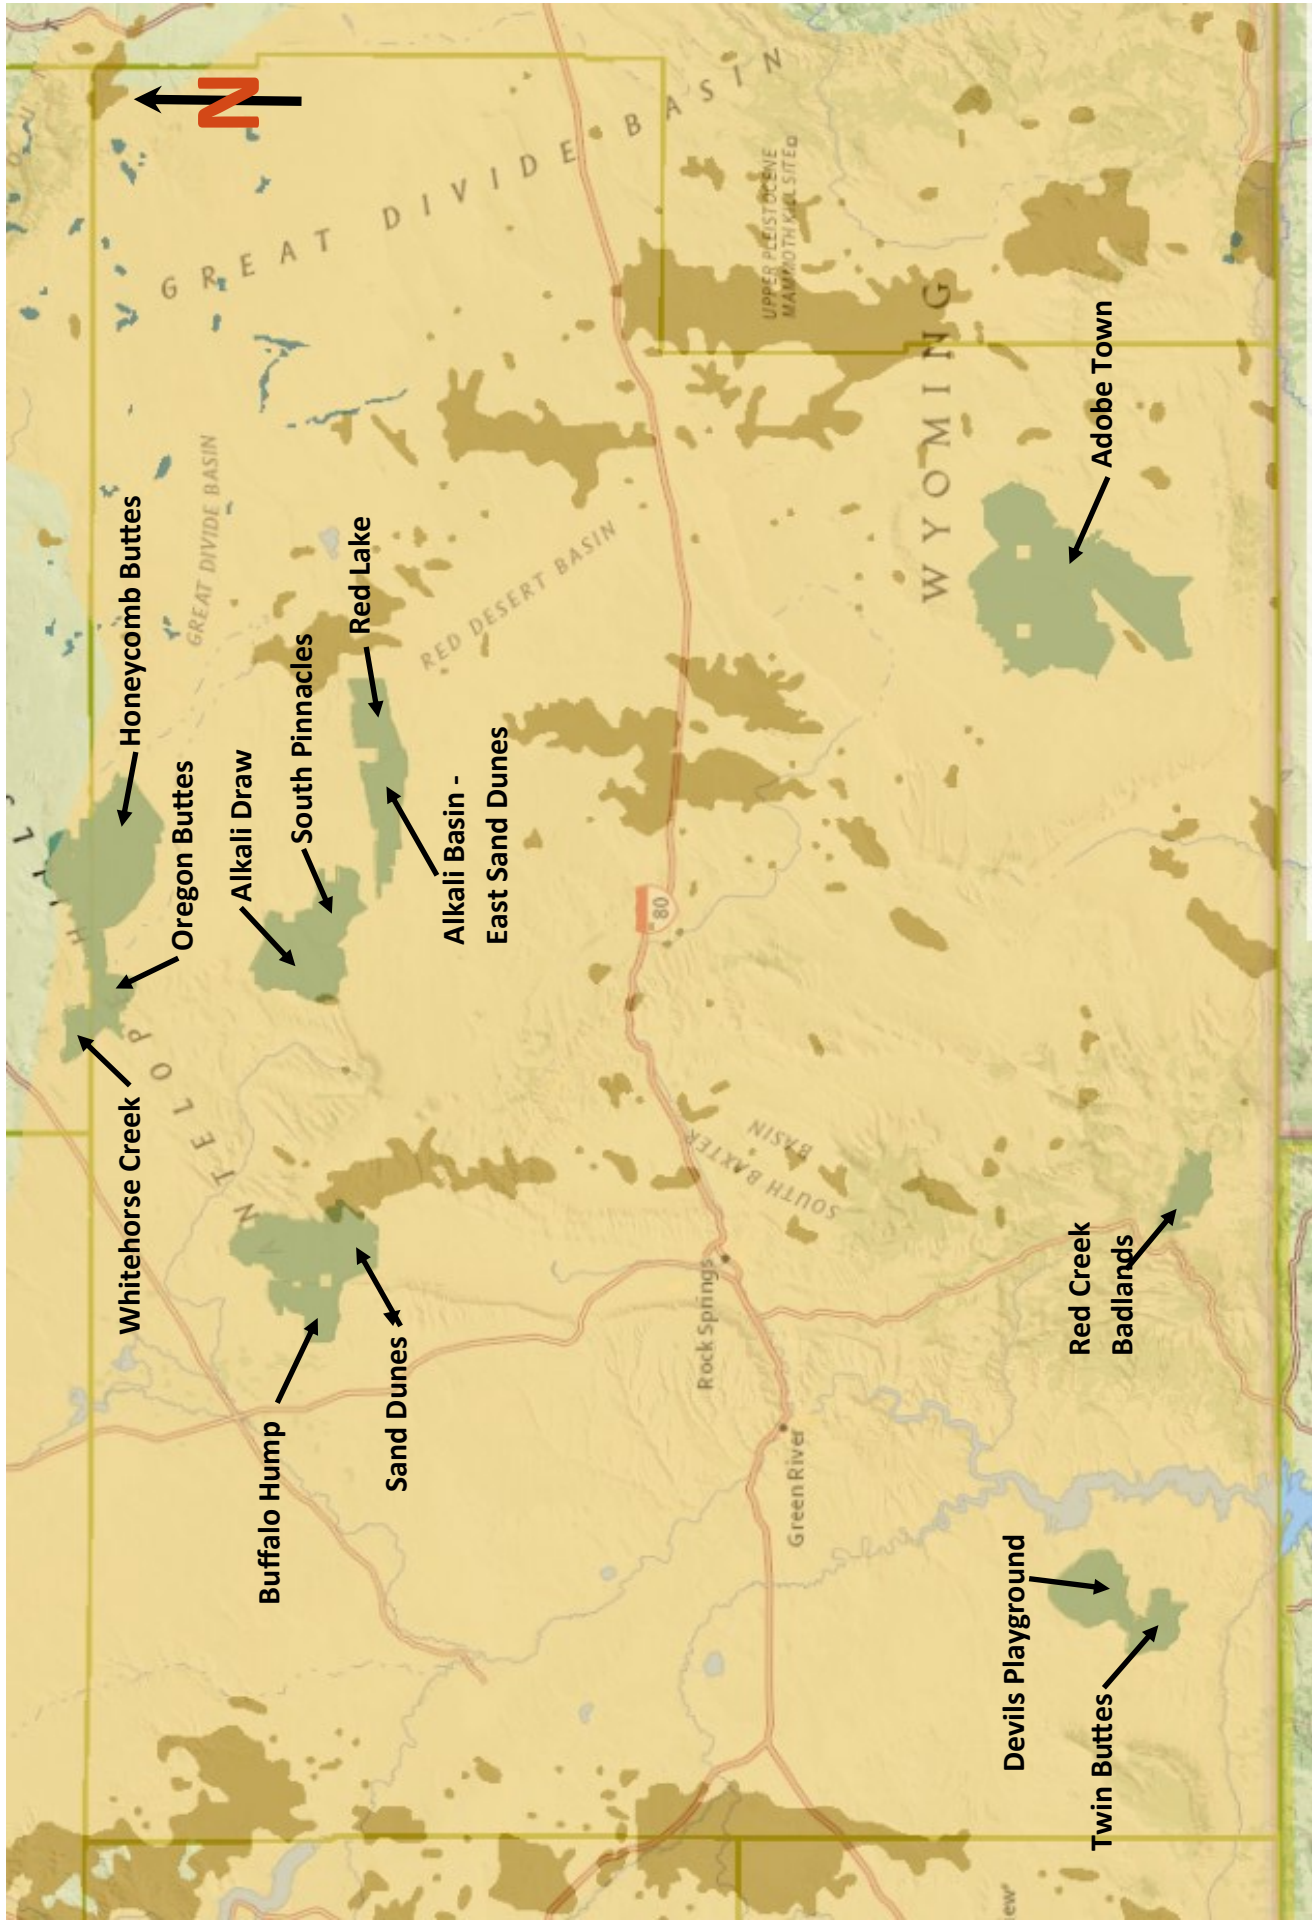 N
GREAT DIVIDE BASIN
UPPER PLEISTOCENE
MAMMOTH KILL SITE
GREAT DIVIDE BASIN
RED DESERT BASIN
WYOMING
Honeycomb Buttes
Oregon Buttes
Whitehorse Creek
Alkali Draw
South Pinnacles
Red Lake
Alkali Basin -
East Sand Dunes
Adobe Town
ANTELOP
H
80
SOUTH BAXTER
BASIN
Buffalo Hump
Sand Dunes
Rock Springs
Green River
Red Creek
Badlands
Devils Playground
Twin Buttes